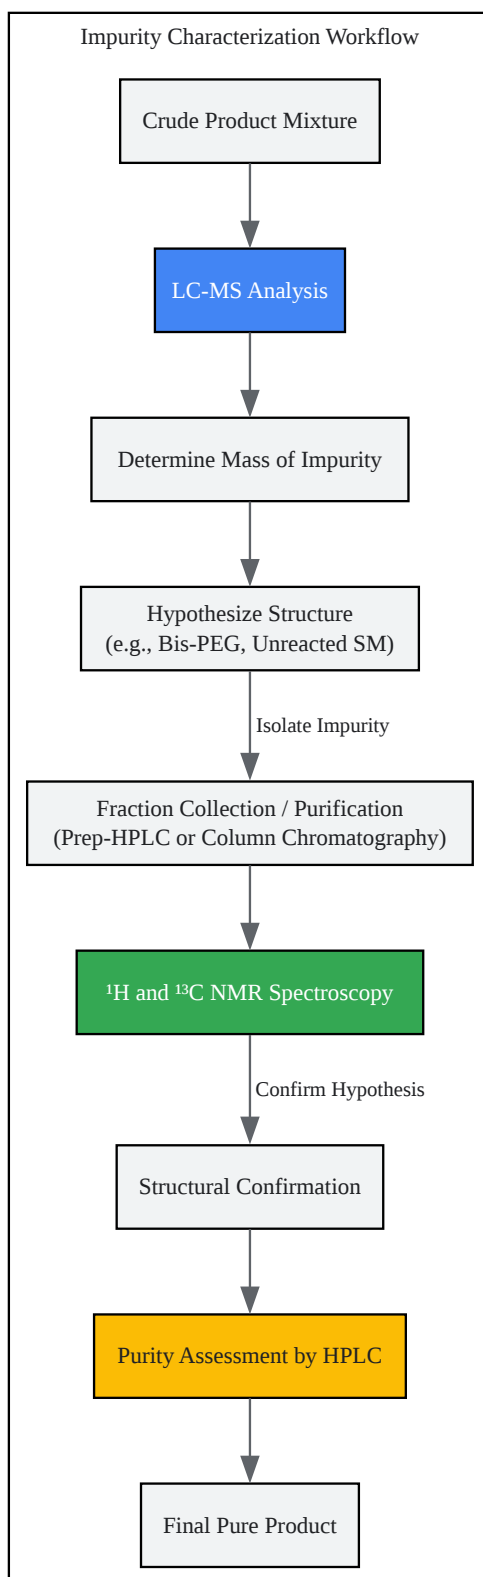 Impurity Characterization Workflow
Crude Product Mixture
LC-MS Analysis
Determine Mass of Impurity
Hypothesize Structure
(e.g., Bis-PEG, Unreacted SM)
Isolate Impurity
Fraction Collection / Purification
(Prep-HPLC or Column Chromatography)
¹H and ¹³C NMR Spectroscopy
Confirm Hypothesis
Structural Confirmation
Purity Assessment by HPLC
Final Pure Product